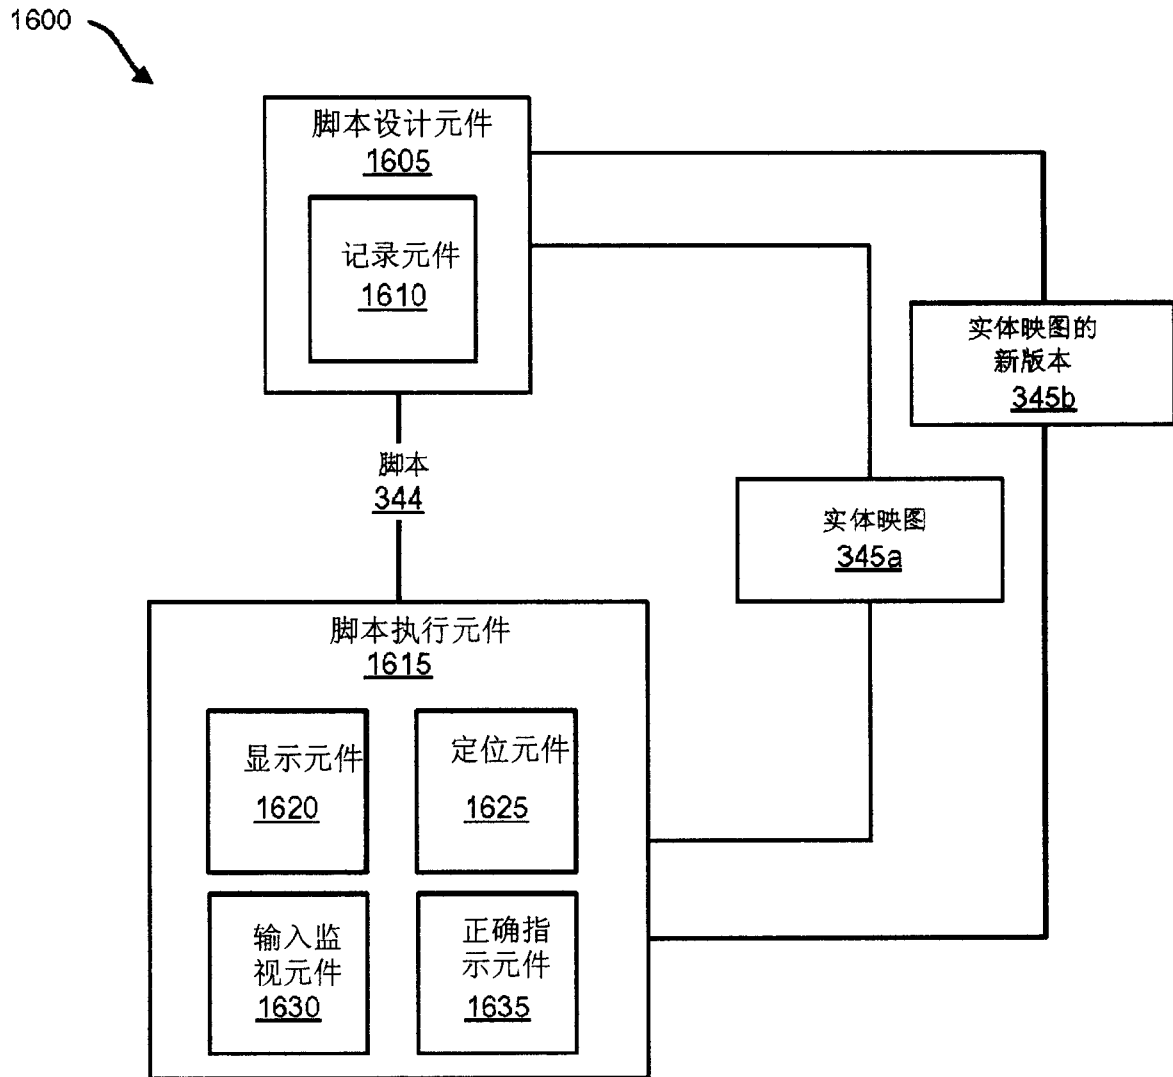 1600
脚本设计元件
1605
记录元件
1610
实体映图的
新版本
345b
脚本
344
实体映图
345a
脚本执行元件
1615
显示元件
1620
定位元件
1625
输入监
视元件
1630
正确指
示元件
1635